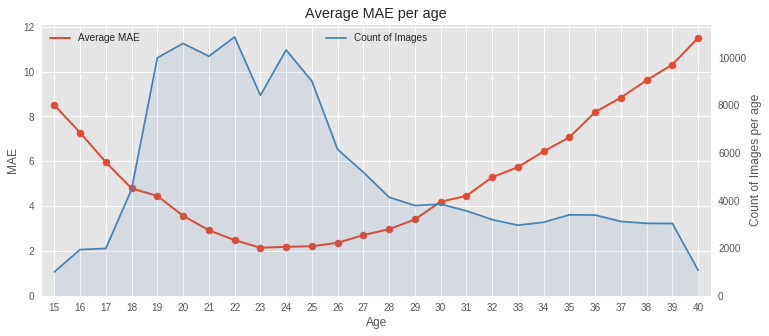 Average MAE per age
Average MAE
Count of Images
MAE
12
10
8
6
4
2
0
10000
8000
6000
4000
2000
0
Count of Images per age
15 16 17 18 19 20 21 22 23 24 25 26 27 28 29 30 31 32 33 34 35 36 37 38 39 40
Age